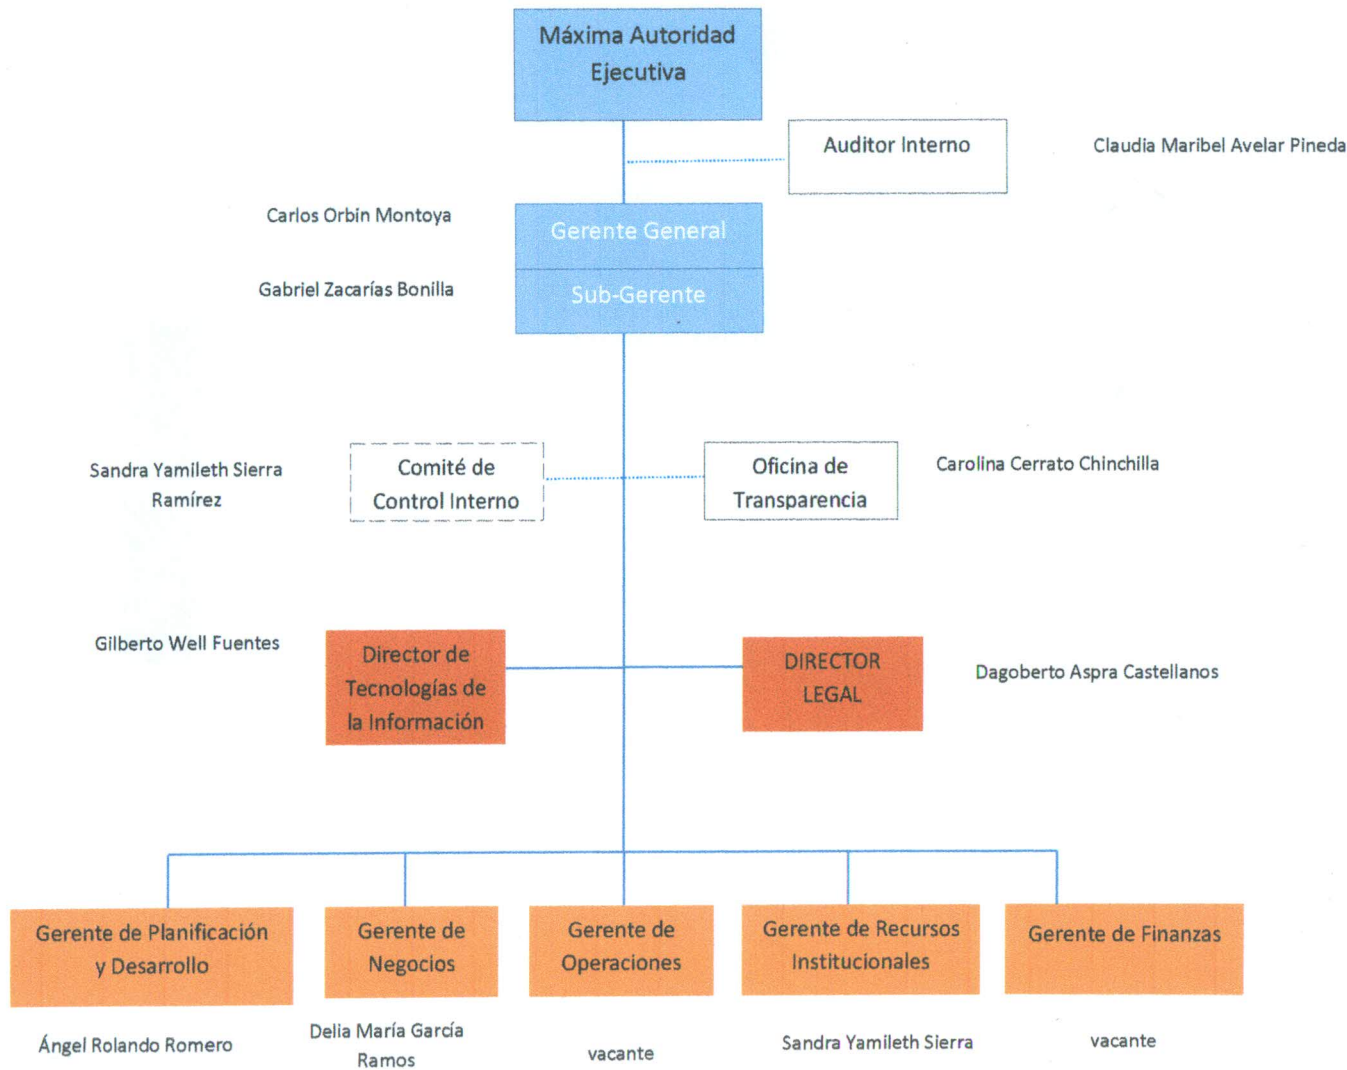 Máxima Autoridad
Ejecutiva
Auditor Interno
Claudia Maribel Avelar Pineda
Carlos Orbin Montoya
Gerente General
Gabriel Zacarías Bonilla
Sub-Gerente
Sandra Yamileth Sierra
Ramírez
Comité de
Control Interno
Oficina de
Transparencia
Carolina Cerrato Chinchilla
Gilberto Well Fuentes
Director de
Tecnologías de
la Información
DIRECTOR
LEGAL
Dagoberto Aspra Castellanos
Gerente de Planificación
y Desarrollo
Gerente de
Negocios
Gerente de
Operaciones
Gerente de Recursos
Institucionales
Gerente de Finanzas
Ángel Rolando Romero
Delia María García
Ramos
vacante
Sandra Yamileth Sierra
vacante